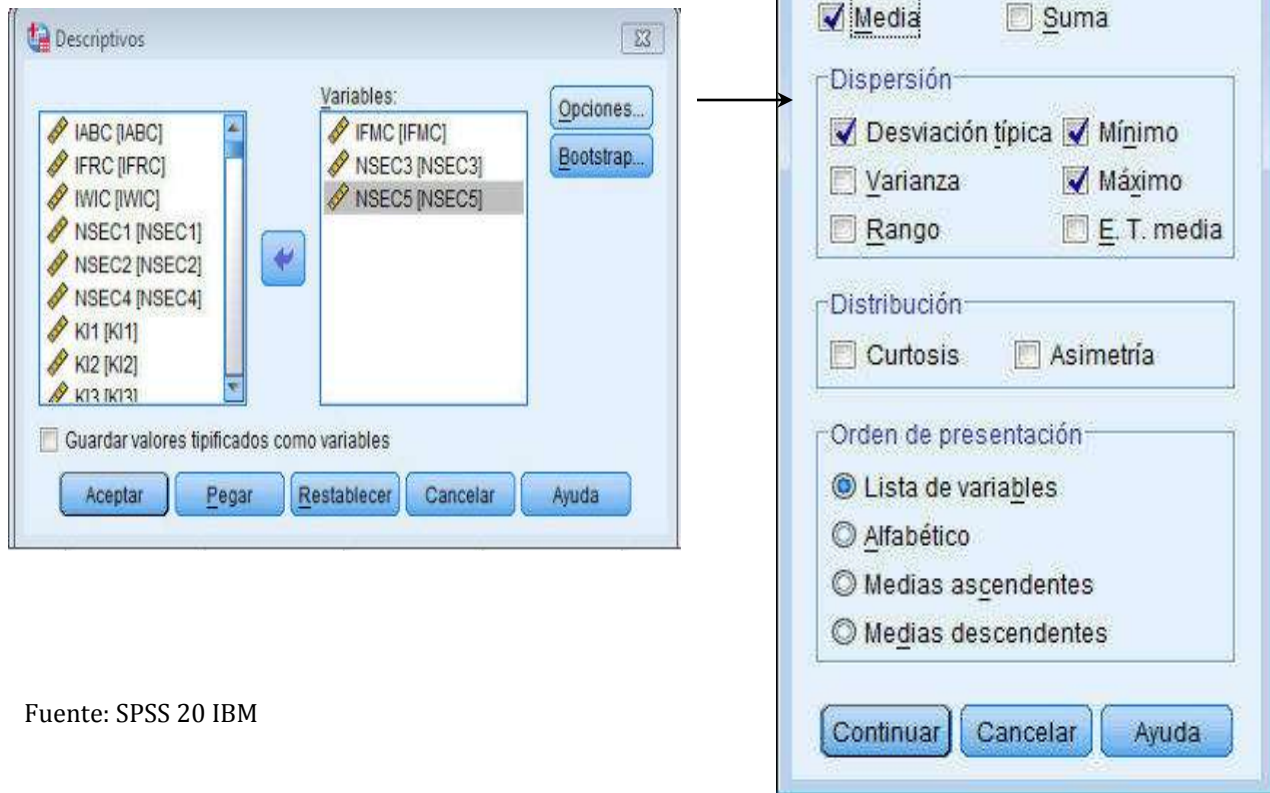 Descriptivos
Variables:
IABC [IABC]
IFRC [IFRC]
IWIC [IWIC]
NSEC1 [NSEC1]
NSEC2 [NSEC2]
NSEC4 [NSEC4]
KI1 [KI1]
KI2 [KI2]
KI3 [KI3]
IFMC [IFMC]
NSEC3 [NSEC3]
NSEC5 [NSEC5]
Opciones...
Bootstrap...
Guardar valores tipificados como variables
Aceptar Pegar Restablecer Cancelar Ayuda
Media Suma
Dispersión
Desviación típica Mínimo
Varianza Máximo
Rango E. T. media
Distribución
Curtosis Asimetría
Orden de presentación
Lista de variables
Alfabético
Medias ascendentes
Medias descendentes
Continuar Cancelar Ayuda
Fuente: SPSS 20 IBM